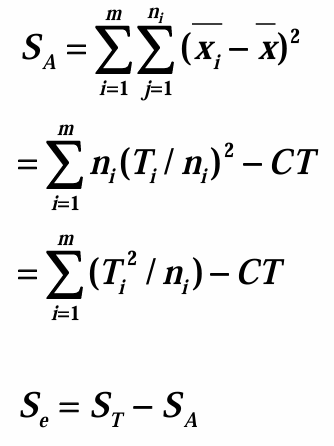 S_A = \sum_{i=1}^{m} \sum_{j=1}^{n_i} (\overline{x_i} - \overline{x})^2
= \sum_{i=1}^{m} n_i (T_i / n_i)^2 - CT
= \sum_{i=1}^{m} (T_i^2 / n_i) - CT
S_e = S_T - S_A